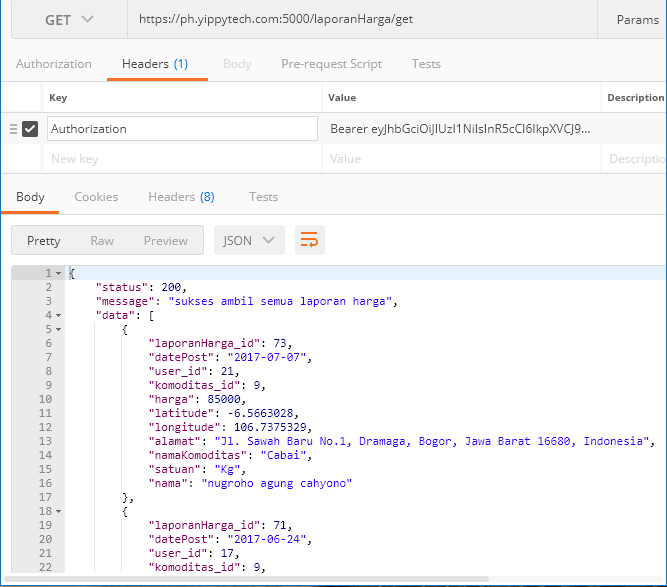 GET https://ph.yippytech.com:5000/laporanHarga/get Params
Authorization Headers (1) Body Pre-request Script Tests
Key Value Description
Authorization Bearer eyJhbGciOiJIUzI1NiIsInR5cCI6IkpXVCJ9...
New key Value Descriptio
Body Cookies Headers (8) Tests
Pretty Raw Preview JSON
1 {
2 "status": 200,
3 "message": "sukses ambil semua laporan harga",
4 "data": [
5 {
6 "laporanHarga_id": 73,
7 "datePost": "2017-07-07",
8 "user_id": 21,
9 "komoditas_id": 9,
10 "harga": 85000,
11 "latitude": -6.5663028,
12 "longitude": 106.7375329,
13 "alamat": "Jl. Sawah Baru No.1, Dramaga, Bogor, Jawa Barat 16680, Indonesia",
14 "namaKomoditas": "Cabai",
15 "satuan": "Kg",
16 "nama": "nugroho agung cahyono"
17 },
18 {
19 "laporanHarga_id": 71,
20 "datePost": "2017-06-24",
21 "user_id": 17,
22 "komoditas_id": 9,